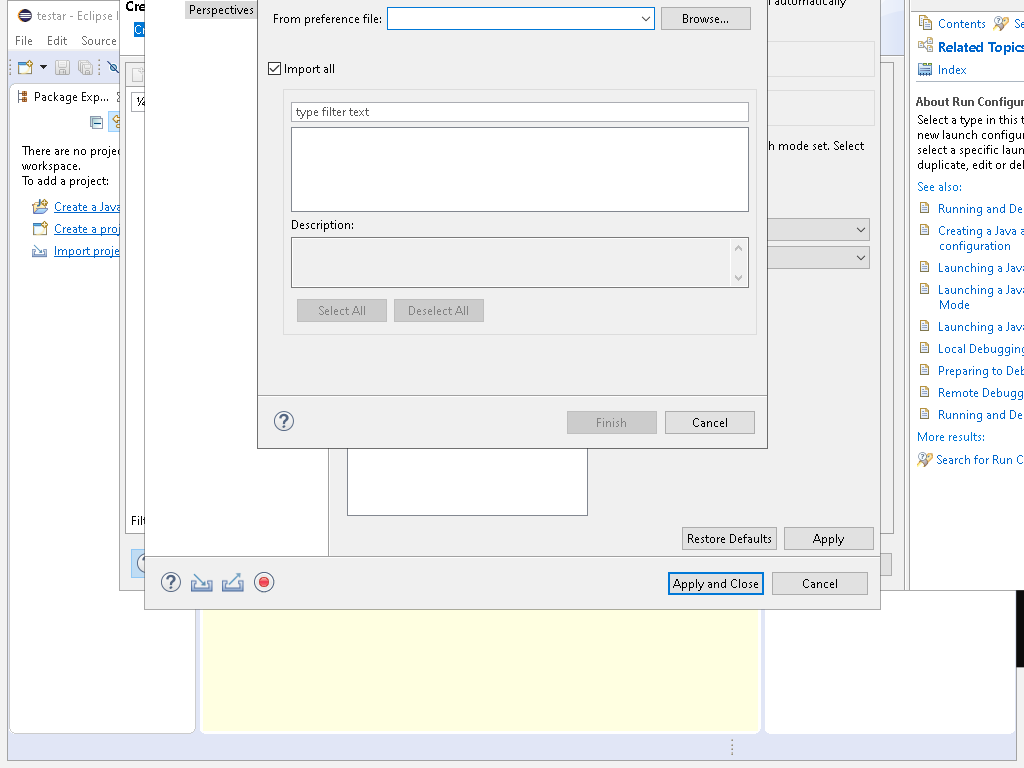 testar - Eclipse I
File Edit Source
Package Exp...
There are no proje
workspace.
To add a project:
Create a Java
Create a proj
Import proje
Cre
Perspectives
From preference file:
Browse...
Import all
type filter text
Description:
Select All
Deselect All
Finish
Cancel
automatically
h mode set. Select
Restore Defaults
Apply
Apply and Close
Cancel
Filt
Contents
Se
Related Topics
Index
About Run Configur
Select a type in this t
new launch configur
select a specific laun
duplicate, edit or del
See also:
Running and De
Creating a Java a
configuration
Launching a Java
Launching a Java
Mode
Launching a Java
Local Debugging
Preparing to Deb
Remote Debugg
Running and De
More results:
Search for Run C